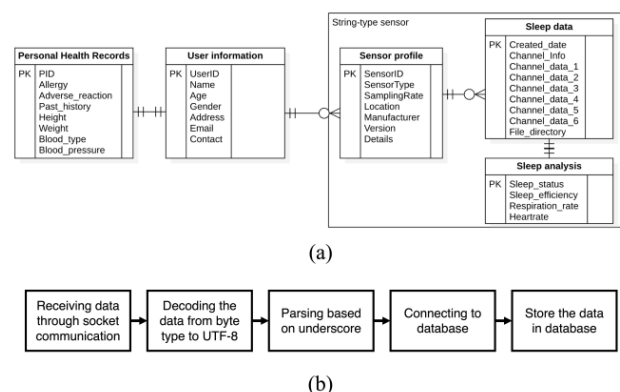 String-type sensor
Personal Health Records
PK PID
Allergy
Adverse_reaction
Past_history
Height
Weight
Blood_type
Blood_pressure
User information
PK UserID
Name
Age
Gender
Address
Email
Contact
Sensor profile
PK SensorID
SensorType
SamplingRate
Location
Manufacturer
Version
Details
Sleep data
PK Created_date
Channel_Info
Channel_data_1
Channel_data_2
Channel_data_3
Channel_data_4
Channel_data_5
Channel_data_6
File_directory
Sleep analysis
PK Sleep_status
Sleep_efficiency
Respiration_rate
Heartrate
(a)
Receiving data
through socket
communication
Decoding the
data from byte
type to UTF-8
Parsing based
on underscore
Connecting to
database
Store the data
in database
(b)